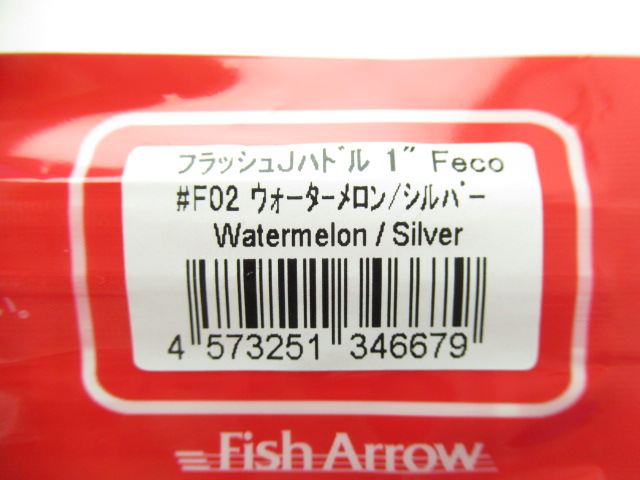 フラッシュJハドル 1" Feco
#F02 ウォーターメロン/シルバー
Watermelon / Silver
4 573251 346679
Fish Arrow